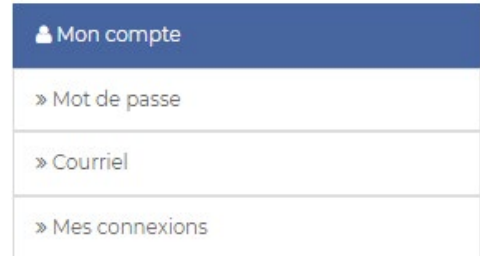 Mon compte
» Mot de passe
» Courriel
» Mes connexions